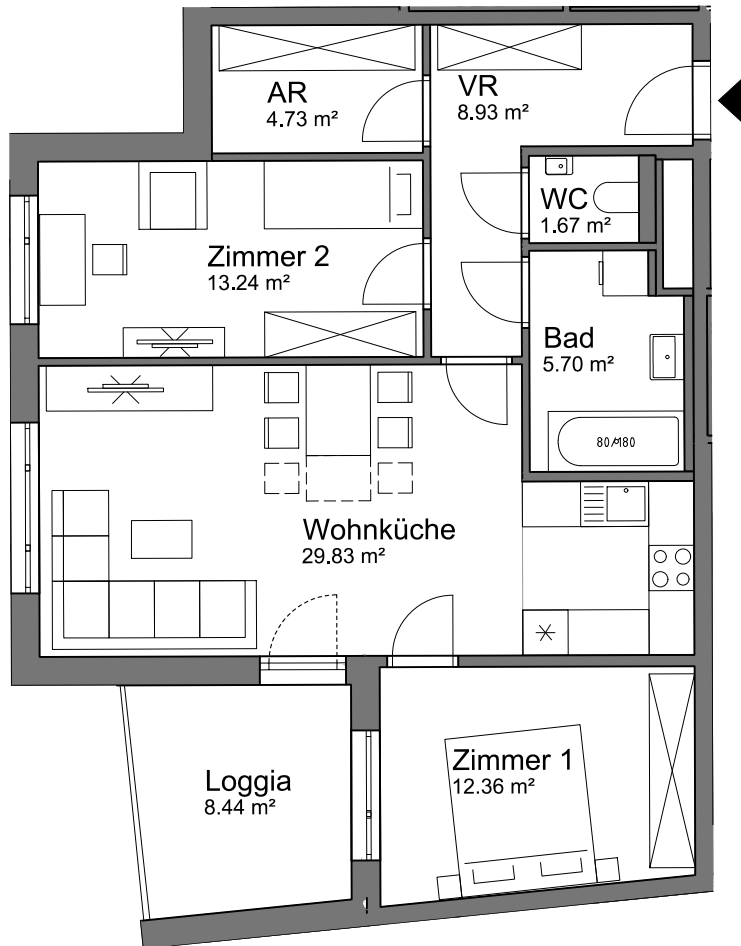 AR
4.73 m²
VR
8.93 m²
WC
1.67 m²
Zimmer 2
13.24 m²
Bad
5.70 m²
80/180
Wohnküche
29.83 m²
Zimmer 1
12.36 m²
Loggia
8.44 m²